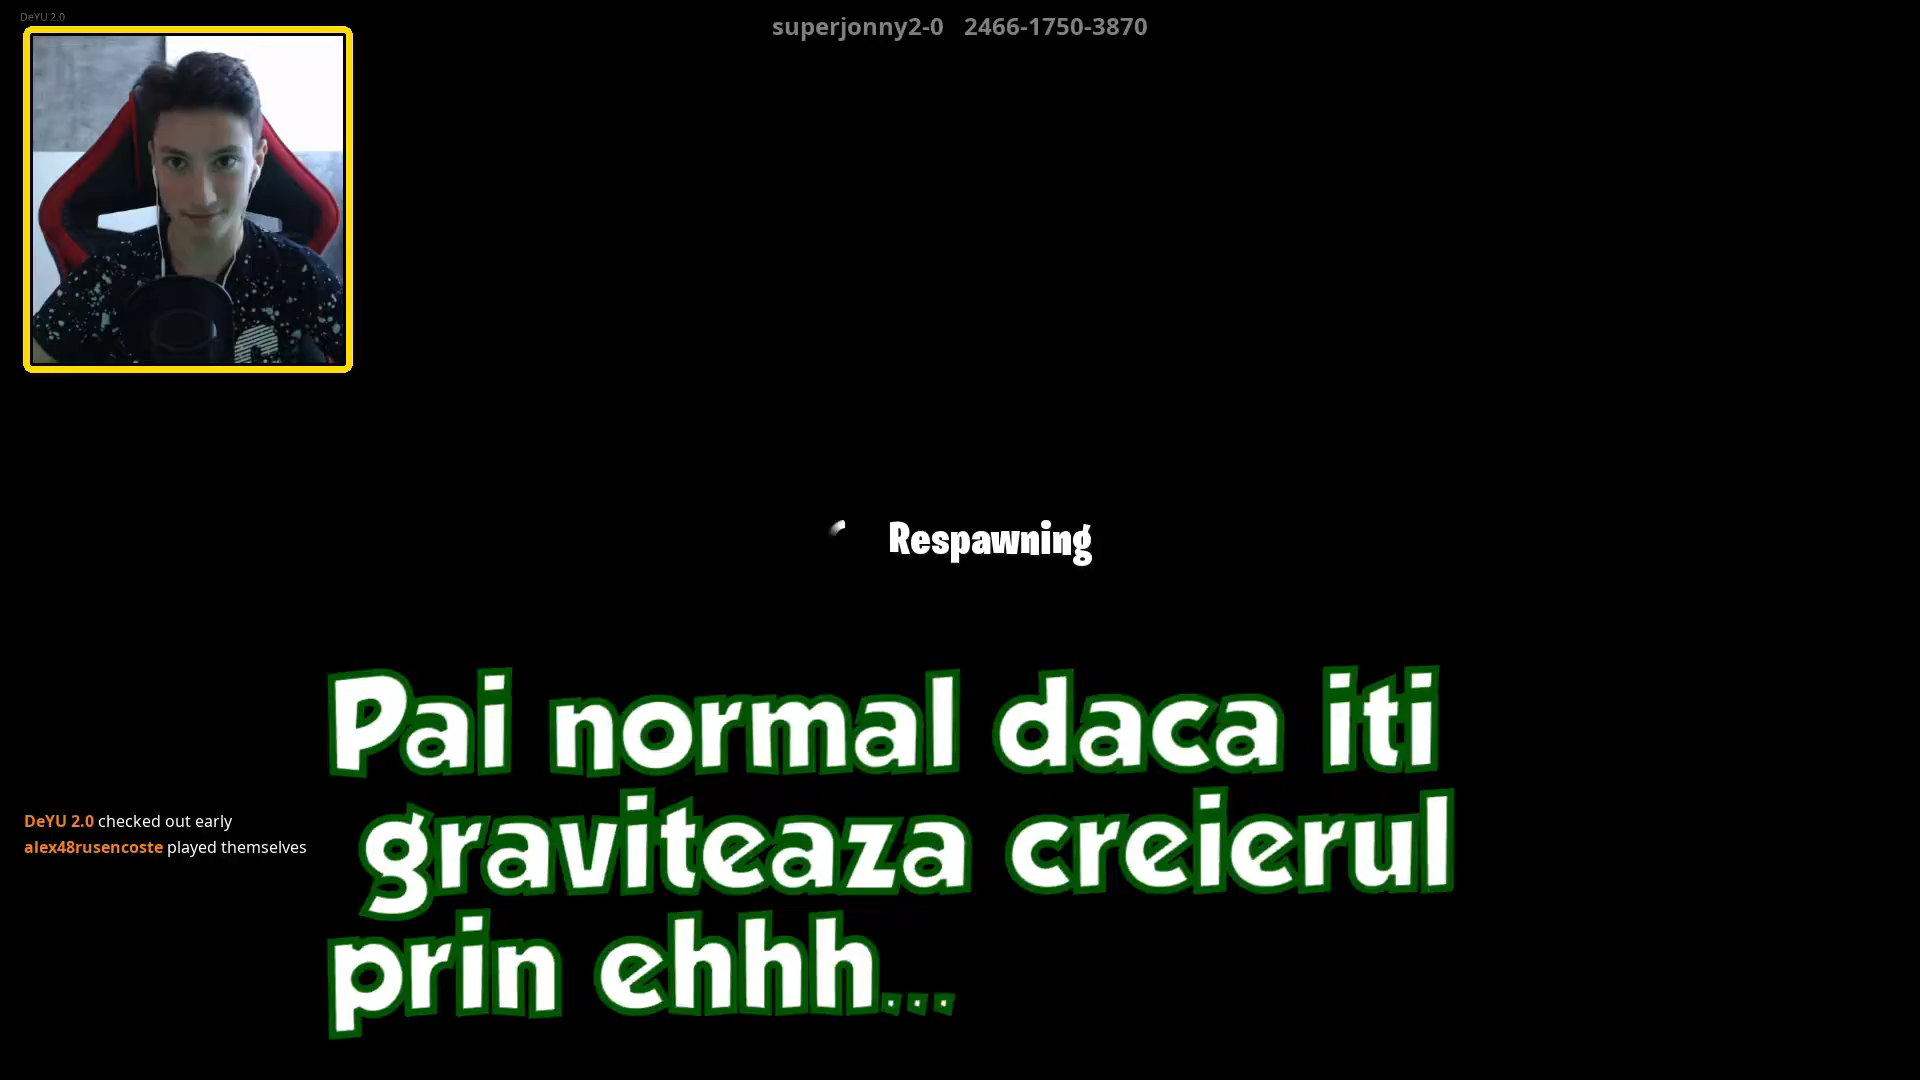 DeYU 2.0
superjonny2-0 2466-1750-3870
Respawning
Pai normal daca iti
graviteaza creierul
prin ehhh...
DeYU 2.0 checked out early
alex48rusencoste played themselves